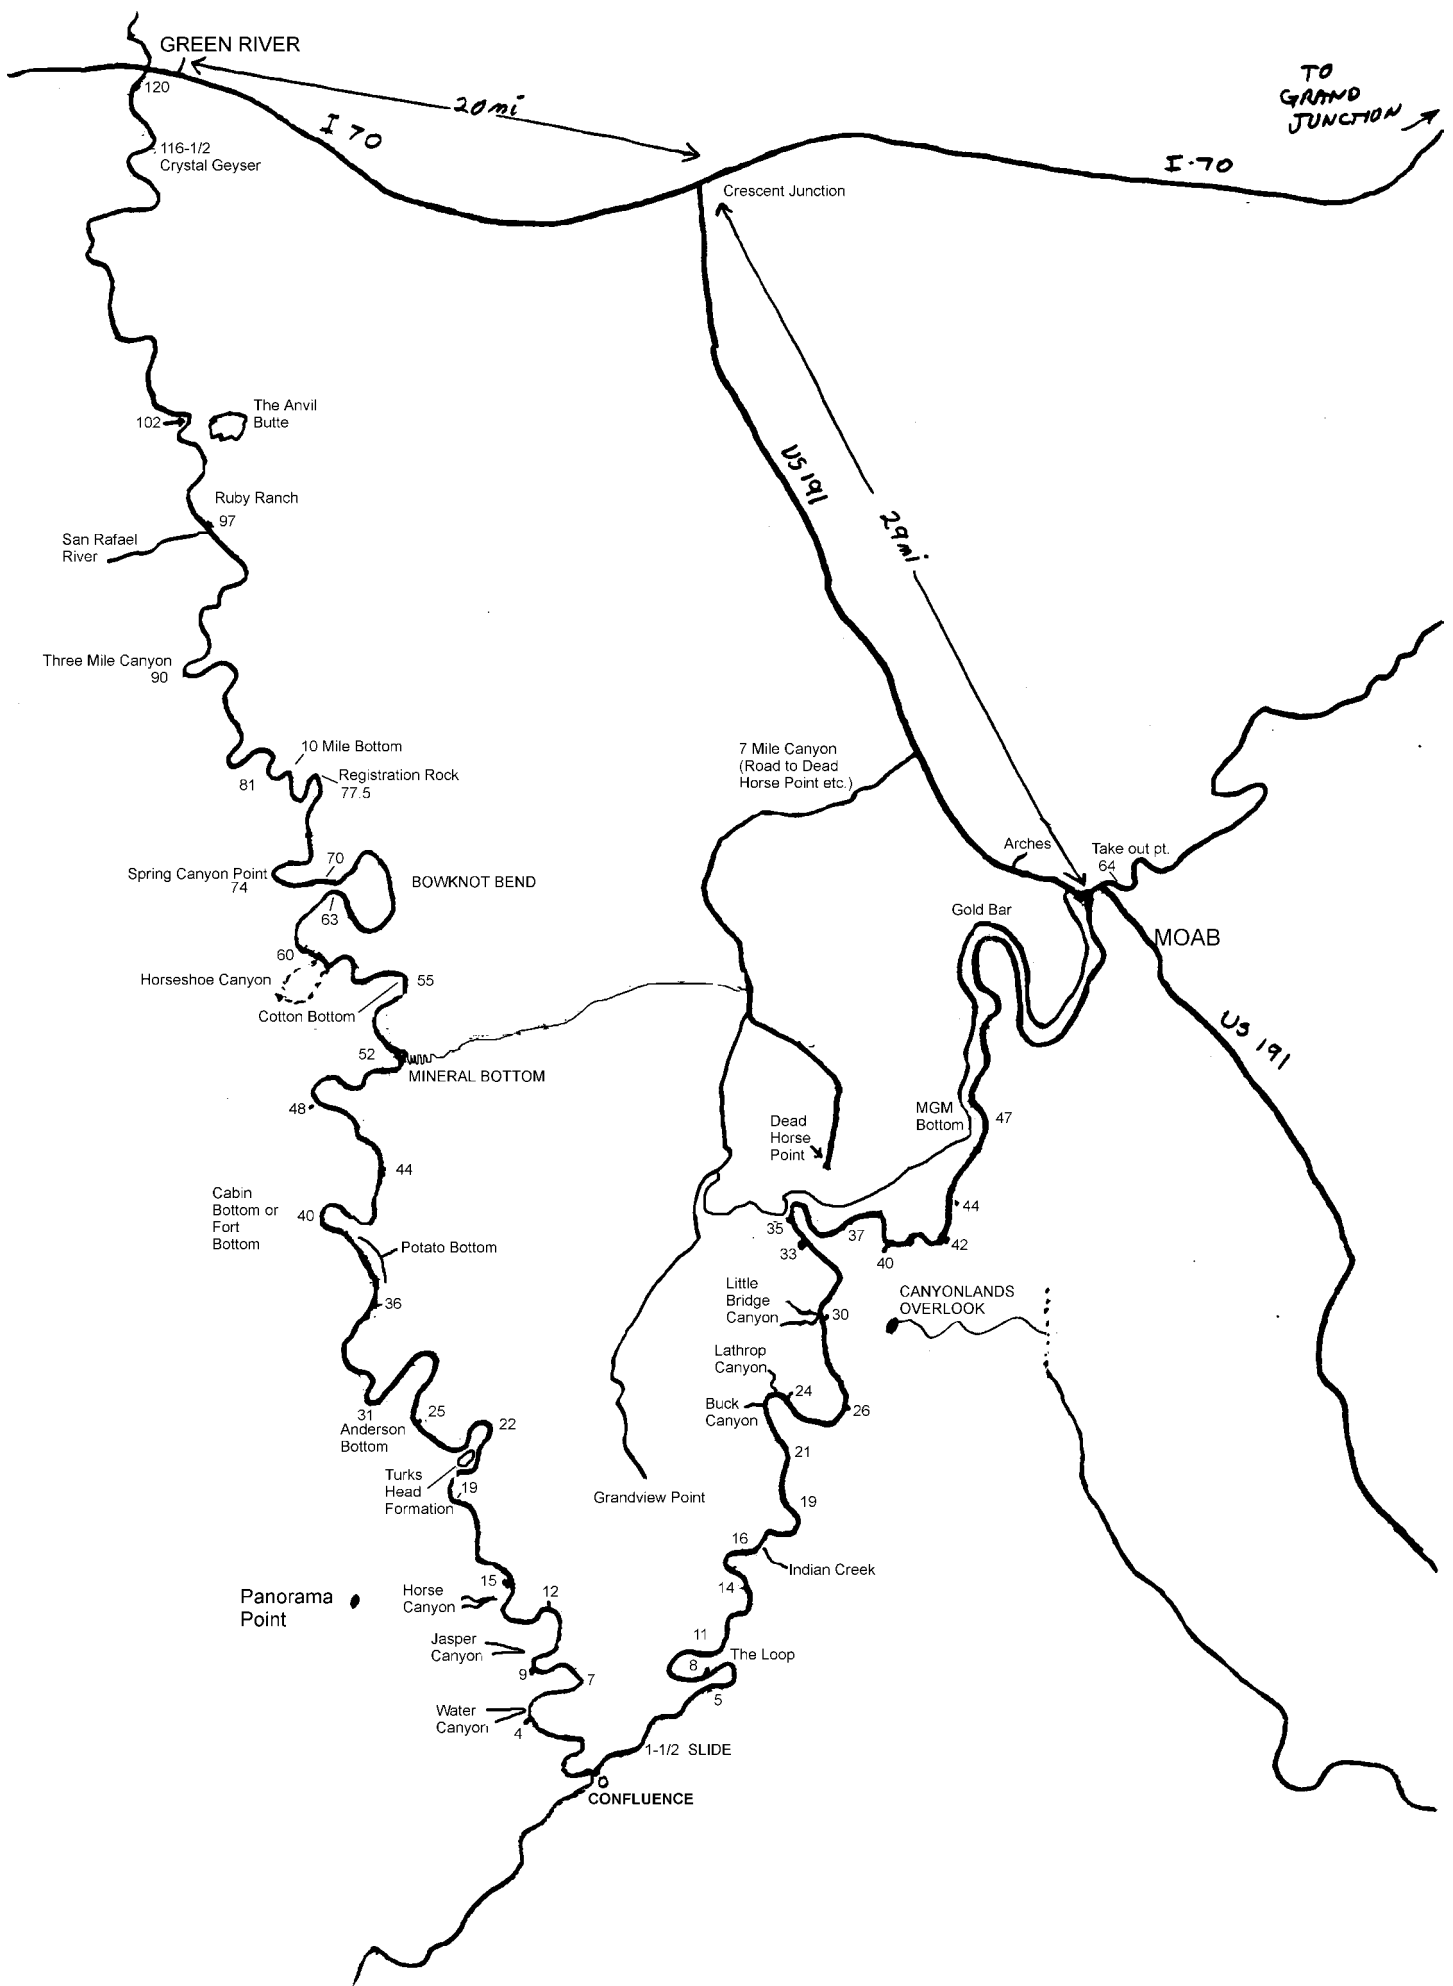 GREEN RIVER
TO
GRAND
JUNCTION
120
20 mi
I 70
I-70
116-1/2
Crystal Geyser
Crescent Junction
The Anvil
Butte
102
US 191
Ruby Ranch
97
San Rafael
River
29 mi
Three Mile Canyon
90
10 Mile Bottom
Registration Rock
77.5
81
7 Mile Canyon
(Road to Dead
Horse Point etc.)
Arches
Take out pt.
64
70
Spring Canyon Point
74
BOWKNOT BEND
63
Gold Bar
MOAB
60
Horseshoe Canyon
55
Cotton Bottom
US 191
52
MINERAL BOTTOM
48
MGM
Bottom
47
Dead
Horse
Point
44
Cabin
Bottom or
Fort
Bottom
40
44
35
37
33
40
42
Potato Bottom
36
Little
Bridge
Canyon
30
CANYONLANDS
OVERLOOK
Lathrop
Canyon
24
Buck
Canyon
26
31
Anderson
Bottom
25
22
21
Turks
Head
Formation
19
Grandview Point
19
16
Indian Creek
15
14
Horse
Canyon
12
Panorama
Point
11
Jasper
Canyon
The Loop
9
7
8
5
Water
Canyon
4
1-1/2 SLIDE
0
CONFLUENCE